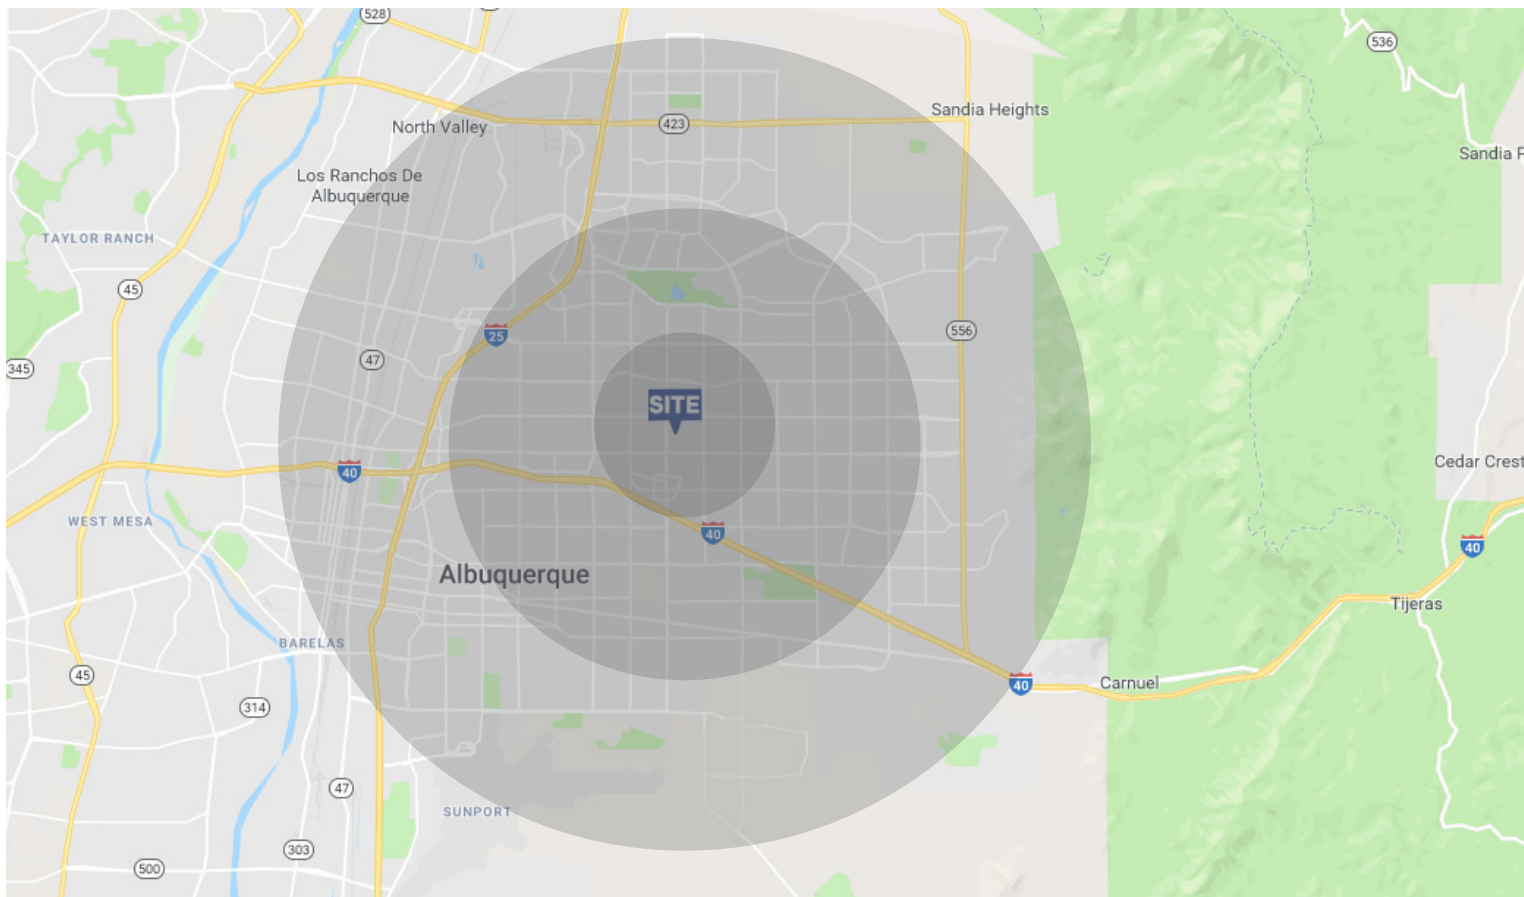 528
536
Sandia Heights
423
North Valley
Sandia P
Los Ranchos De
Albuquerque
TAYLOR RANCH
45
25
556
47
345
SITE
40
Cedar Crest
WEST MESA
40
40
Albuquerque
Tijeras
BARELAS
45
40
Carnuel
314
47
SUNPORT
303
500